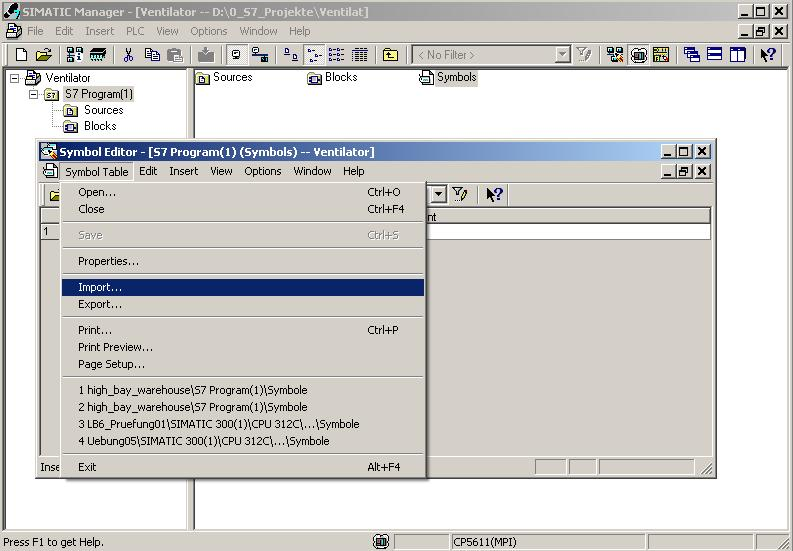 SIMATIC Manager - [Ventilator -- D:\0_S7_Projekte\Ventilat]
File Edit Insert PLC View Options Window Help
< No Filter >
Ventilator
S7 Program(1)
Sources
Blocks
Sources Blocks Symbols
Symbol Editor - [S7 Program(1) (Symbols) -- Ventilator]
Symbol Table Edit Insert View Options Window Help
Open... Ctrl+O
Close Ctrl+F4
Save Ctrl+S
Properties...
Import...
Export...
Print... Ctrl+P
Print Preview...
Page Setup...
1 high_bay_warehouse\S7 Program(1)\Symbole
2 high_bay_warehouse\S7 Program(1)\Symbole
3 LB6_Pruefung01\SIMATIC 300(1)\CPU 312C\...\Symbole
4 Uebung05\SIMATIC 300(1)\CPU 312C\...\Symbole
Exit Alt+F4
nt
1
Inse
Press F1 to get Help. CP5611(MPI)